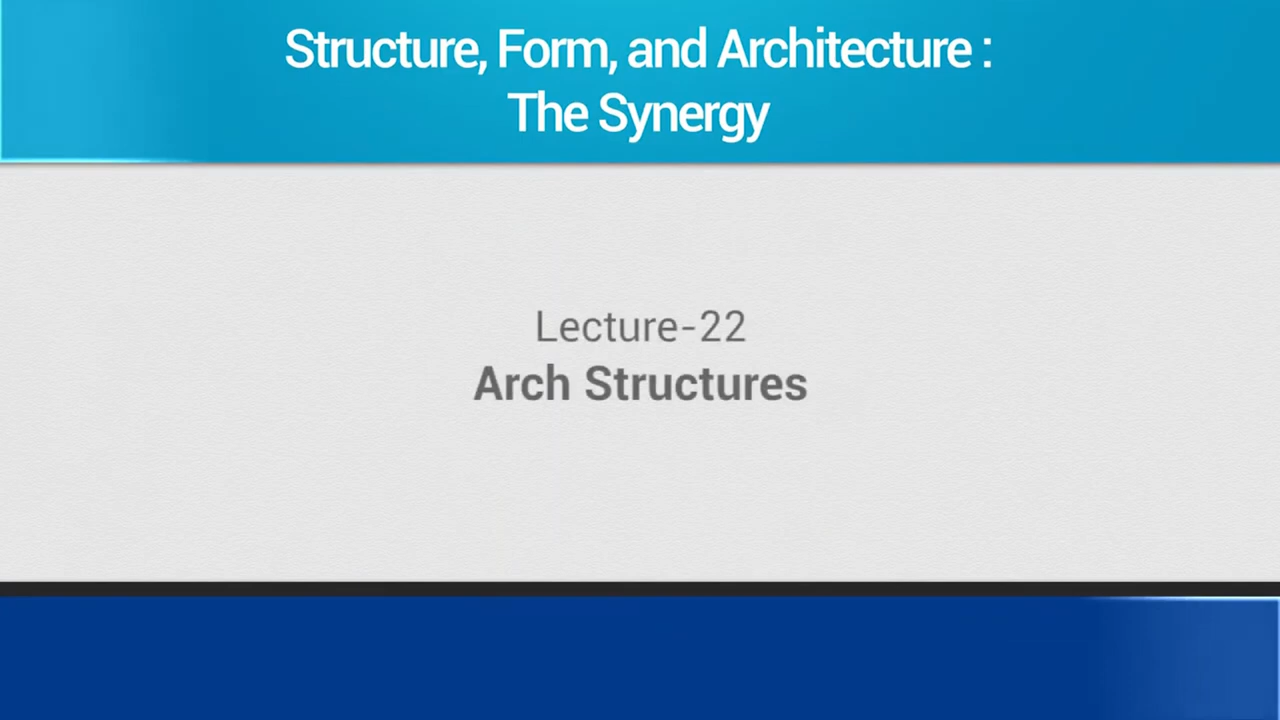 Structure, Form, and Architecture :
The Synergy
Lecture-22
Arch Structures